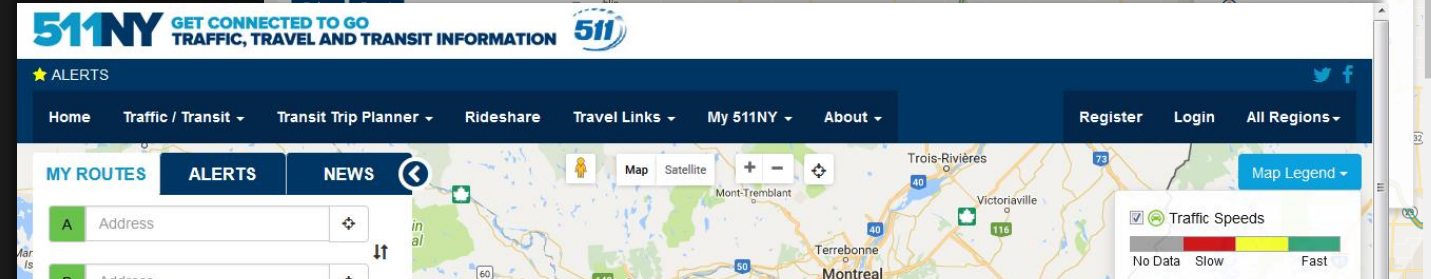 511NY GET CONNECTED TO GO
TRAFFIC, TRAVEL AND TRANSIT INFORMATION
511
ALERTS
Home Traffic / Transit Transit Trip Planner Rideshare Travel Links My 511NY About Register Login All Regions
MY ROUTES ALERTS NEWS
Map Satellite + −
Map Legend
A Address
Traffic Speeds
No Data Slow Fast
Address
Trois-Rivières
73
40
Mont-Tremblant
Victoriaville
116
40
Terrebonne
50
Montreal
60